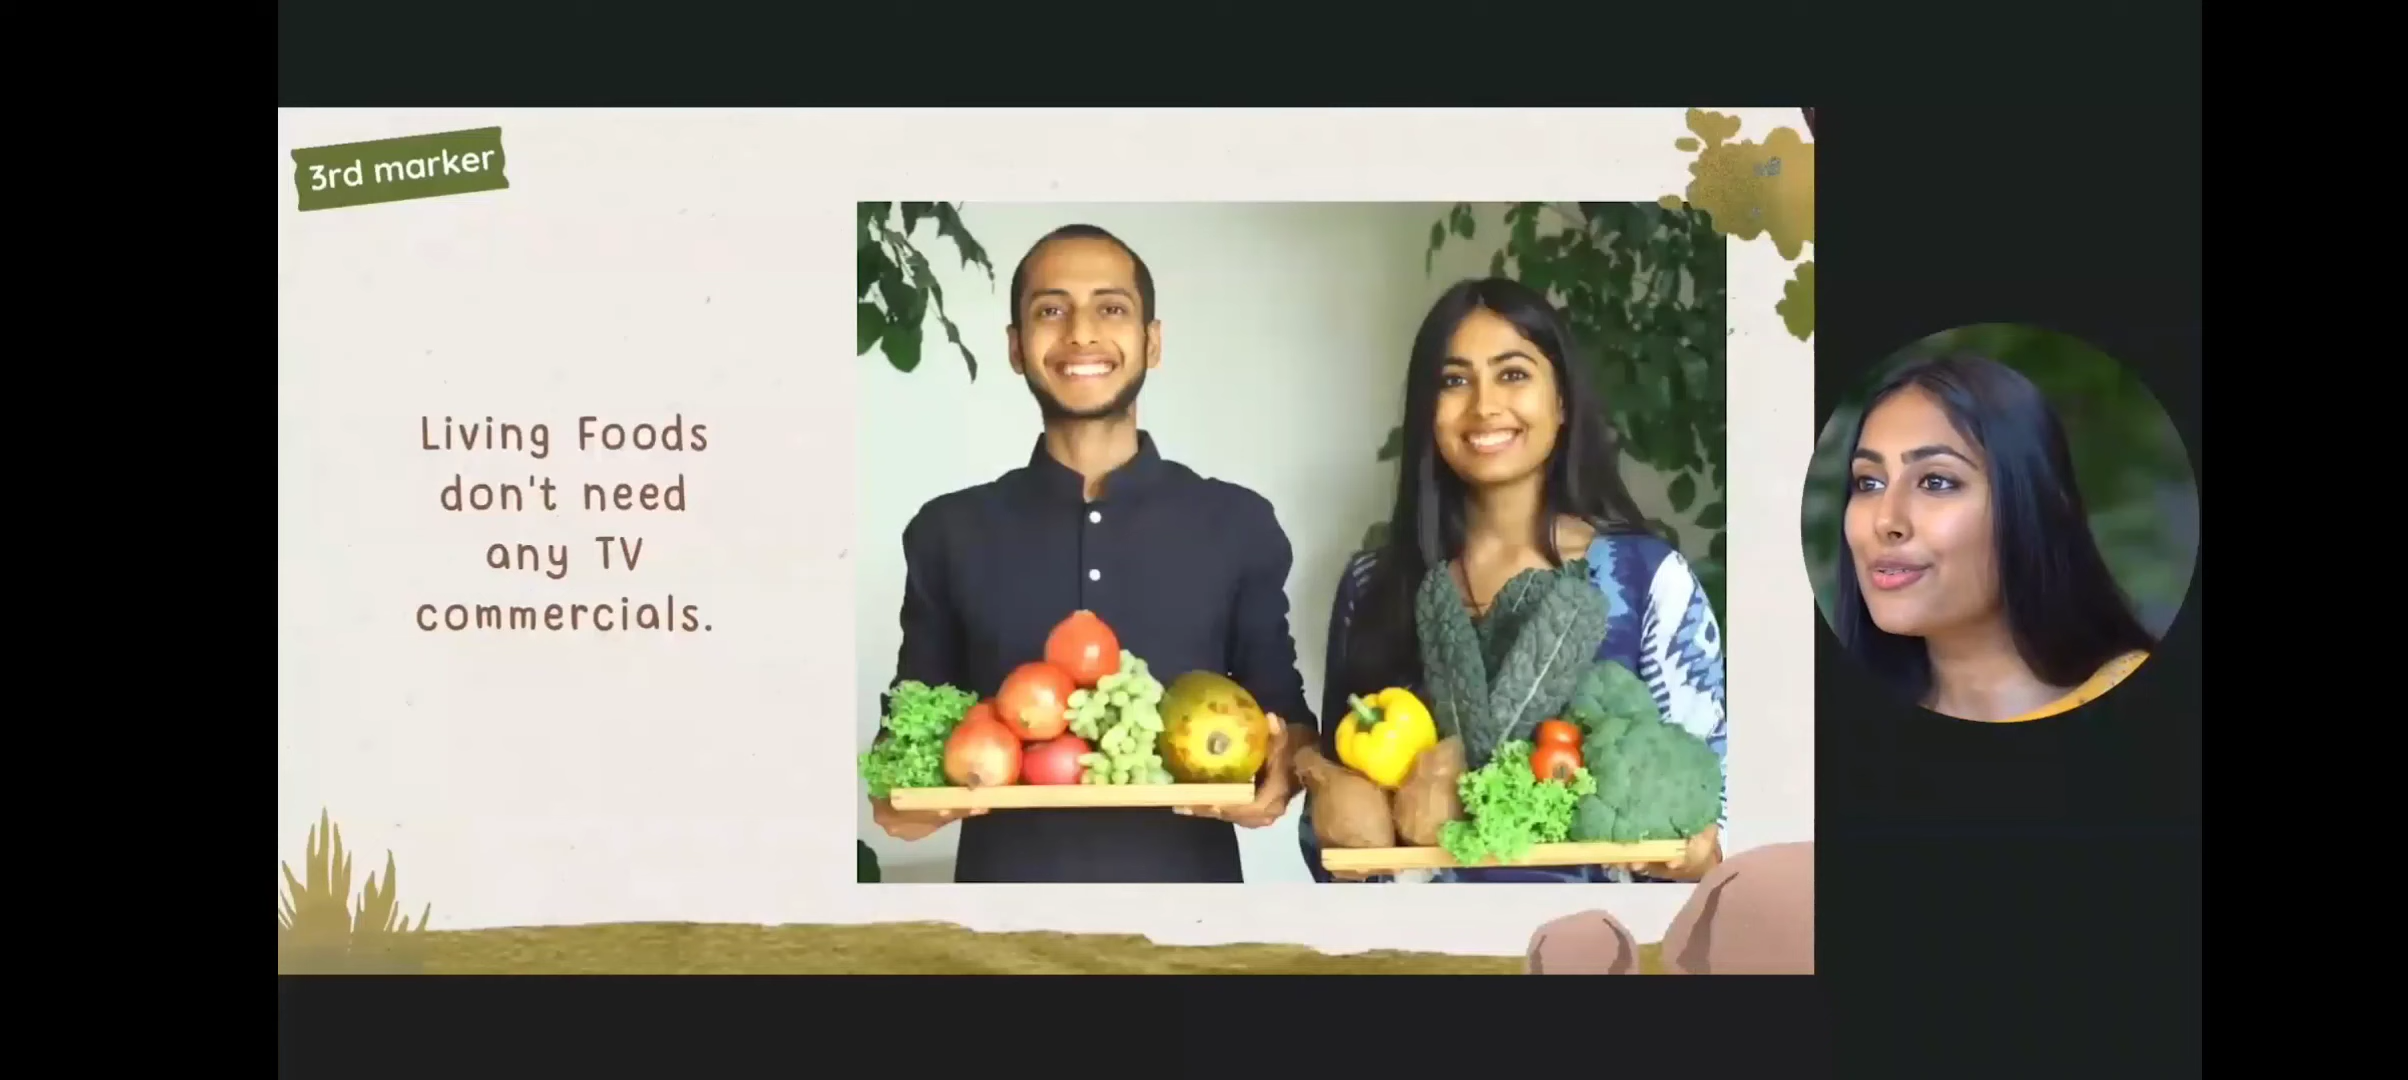 3rd marker
Living Foods
don't need
any TV
commercials.